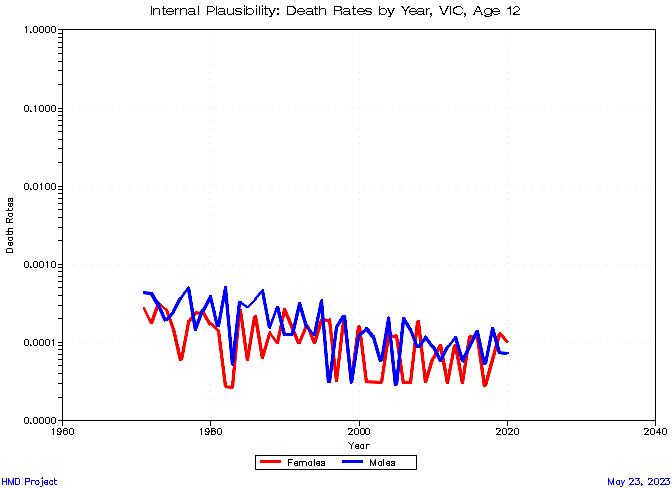 Internal Plausibility: Death Rates by Year, VIC, Age 12
1.0000
0.1000
0.0100
0.0010
0.0001
0.0000
Death Rates
1960
1980
2000
2020
2040
Year
Females
Males
HMD Project
May 23, 2023